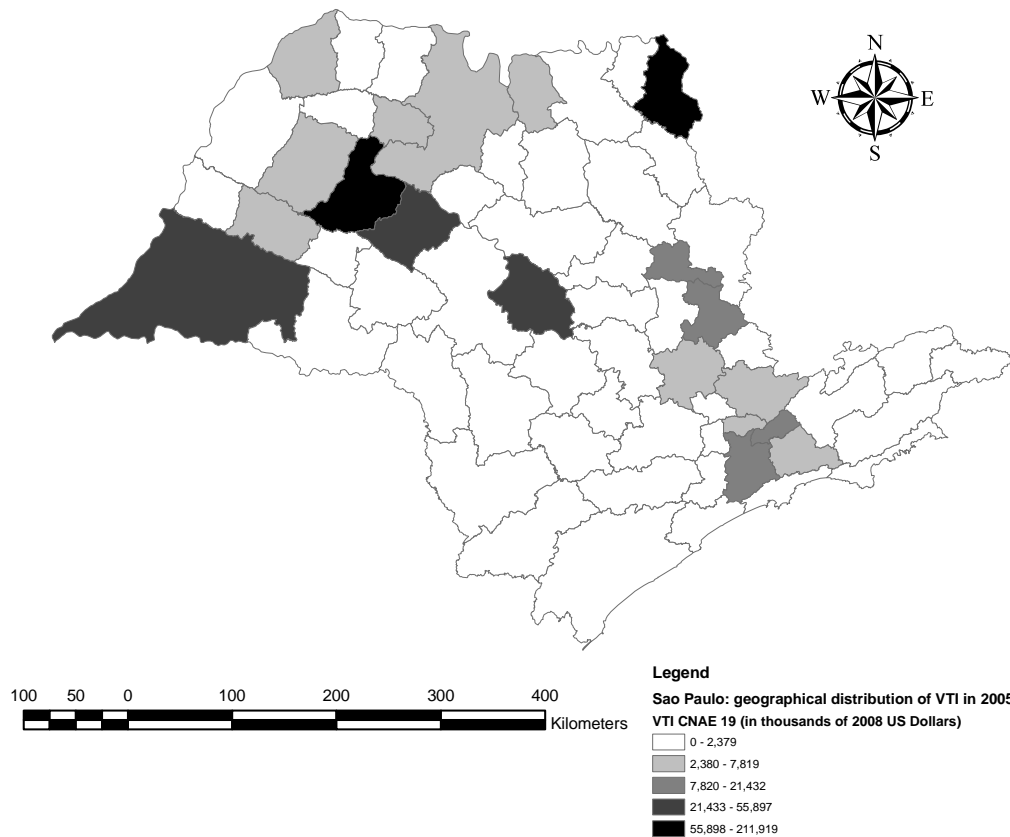 N
W E
S
100 50 0 100 200 300 400
Kilometers
Legend
Sao Paulo: geographical distribution of VTI in 2005
VTI CNAE 19 (in thousands of 2008 US Dollars)
0 - 2,379
2,380 - 7,819
7,820 - 21,432
21,433 - 55,897
55,898 - 211,919